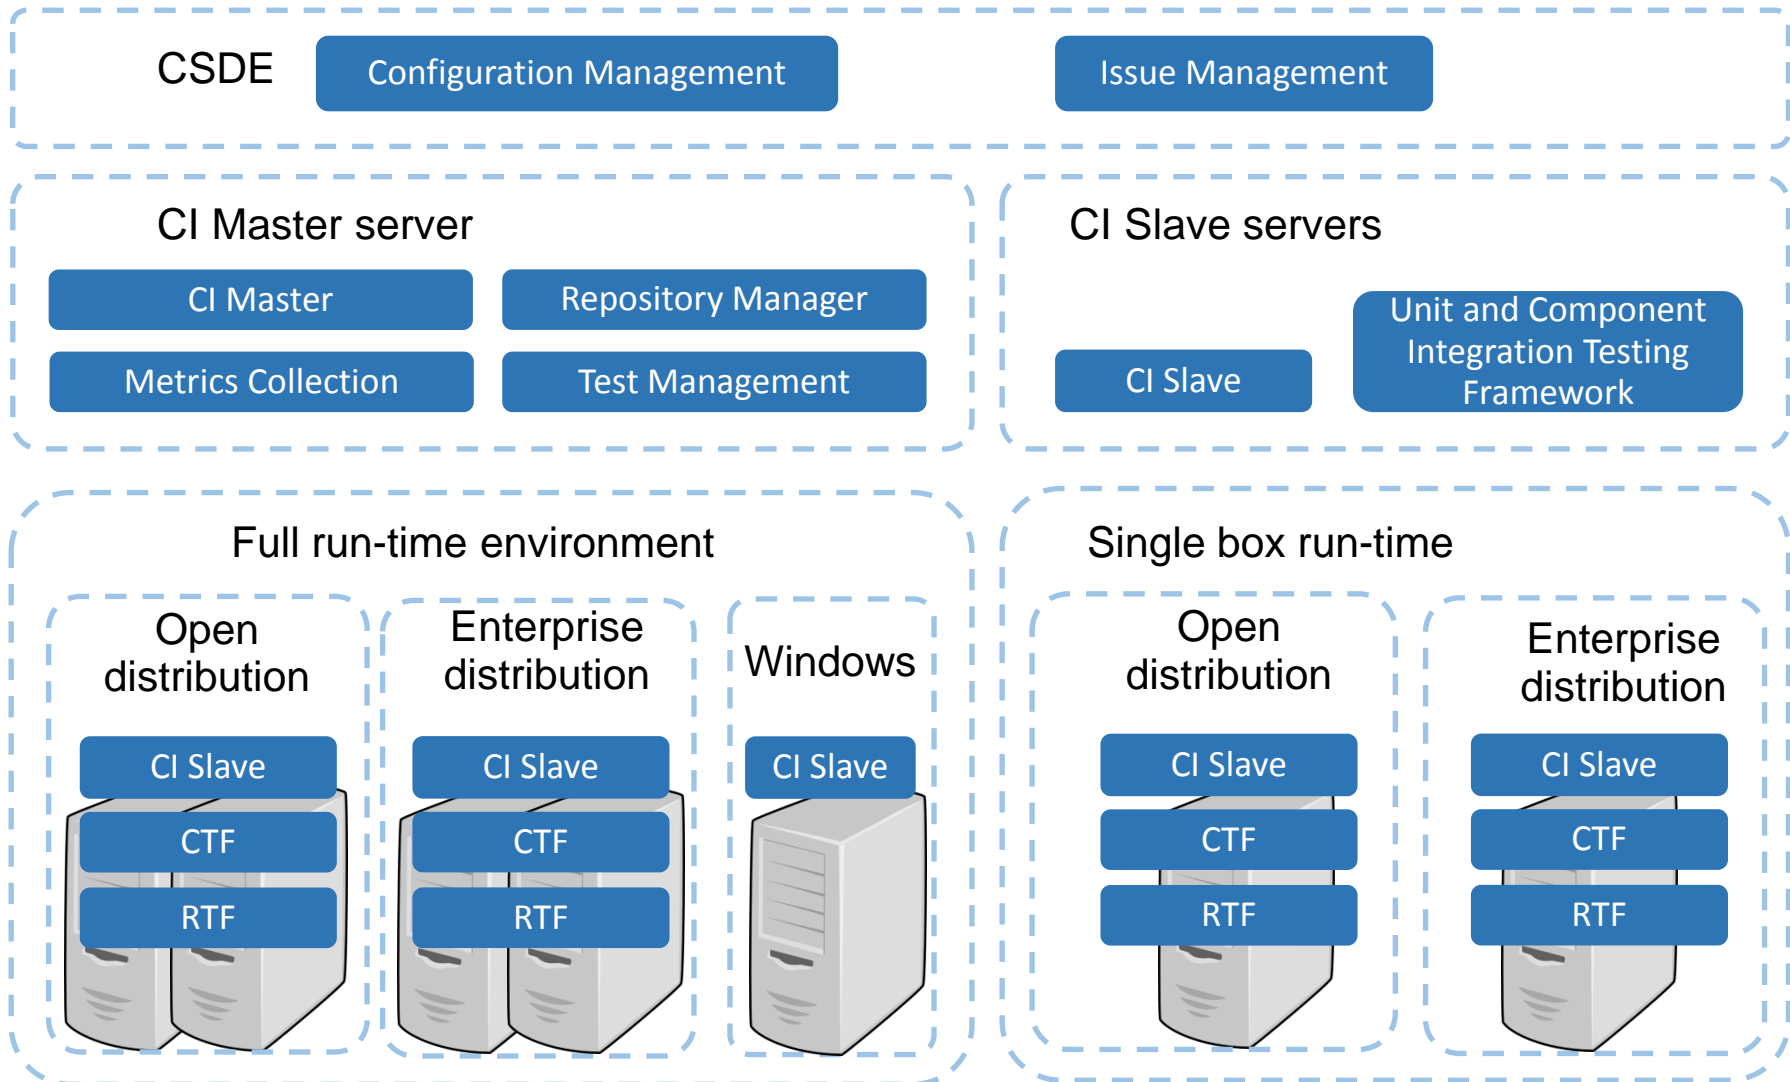 CSDE
Configuration Management
Issue Management
CI Master server
CI Master
Repository Manager
Metrics Collection
Test Management
CI Slave servers
CI Slave
Unit and Component
Integration Testing
Framework
Full run-time environment
Open
distribution
CI Slave
CTF
RTF
Enterprise
distribution
CI Slave
CTF
RTF
Windows
CI Slave
Single box run-time
Open
distribution
CI Slave
CTF
RTF
Enterprise
distribution
CI Slave
CTF
RTF